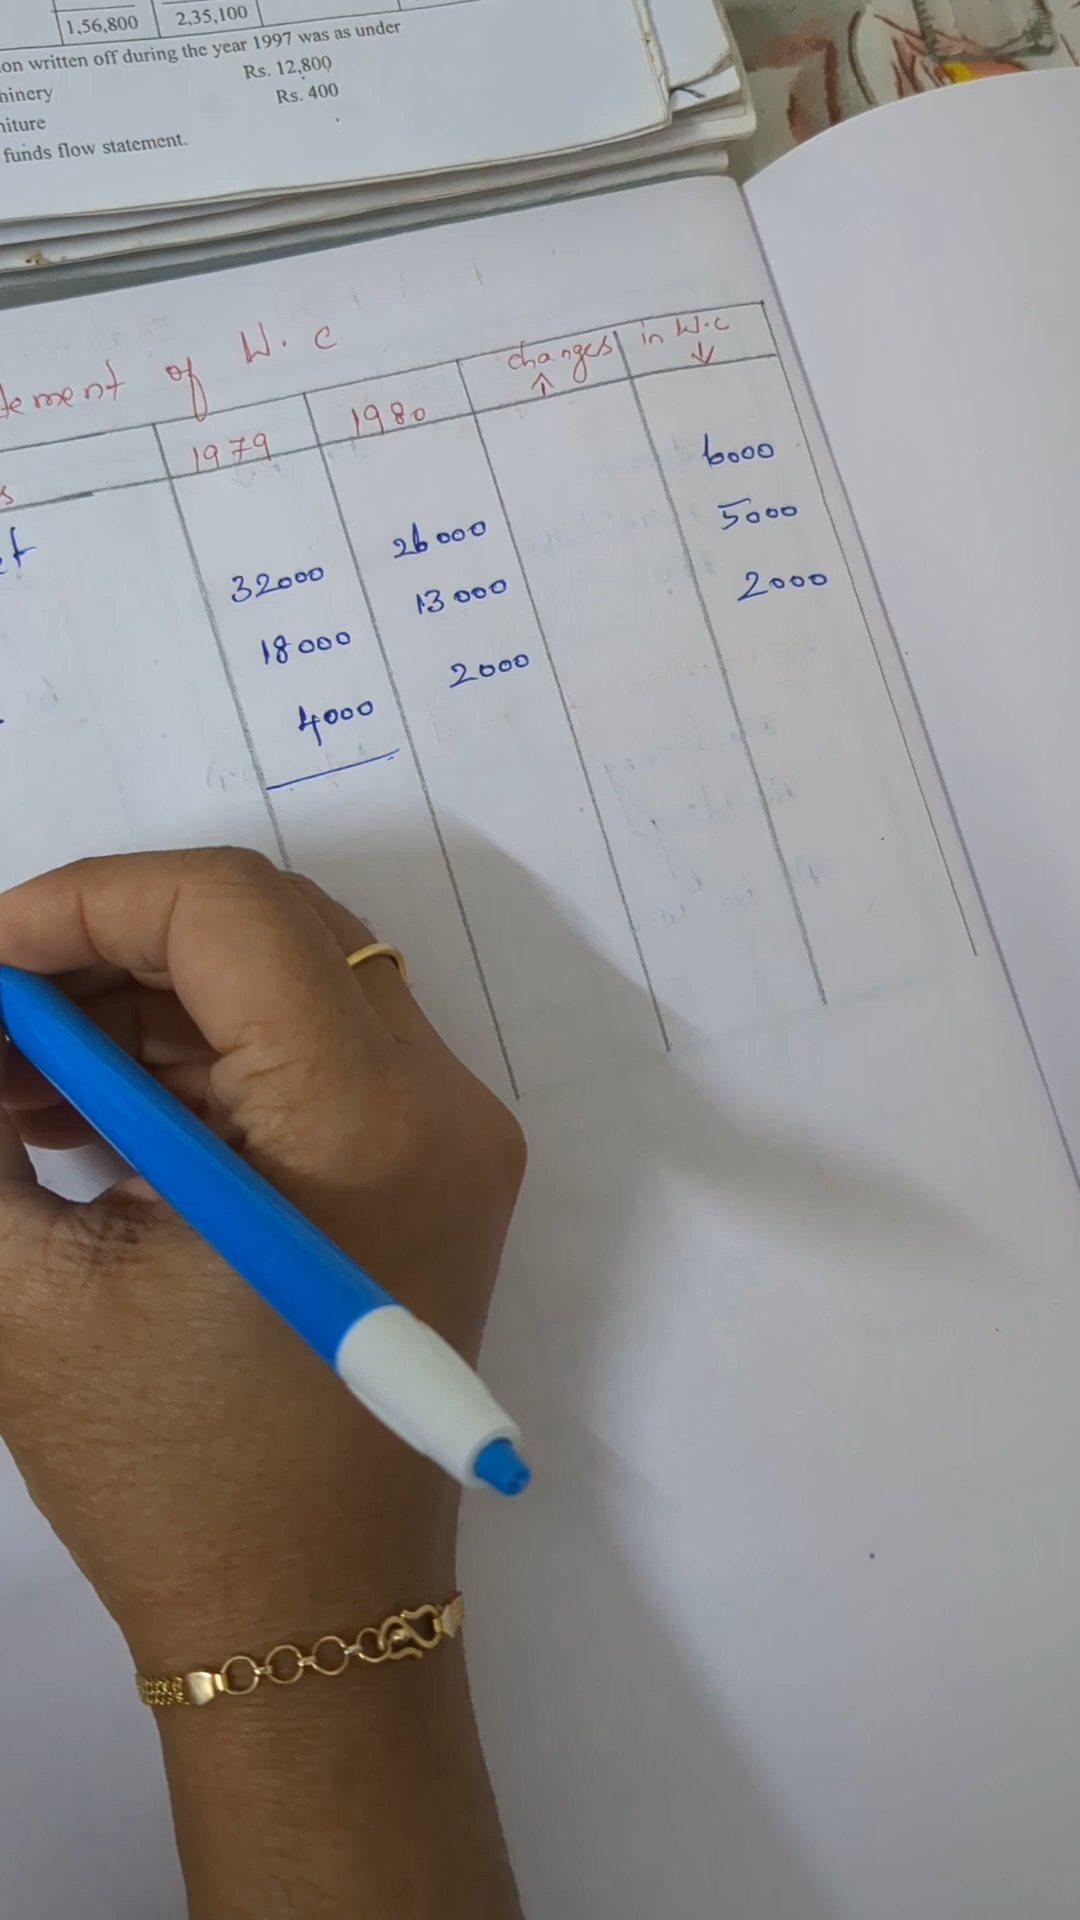 1,56,800 2,35,100
on written off during the year 1997 was as under
hinery Rs. 12,800
niture Rs. 400
funds flow statement.
tement of W.C
1979 1980 changes ↑ in W.C ↓
s
et 32000 26000 6000
18000 13000 5000
4000 2000 2000